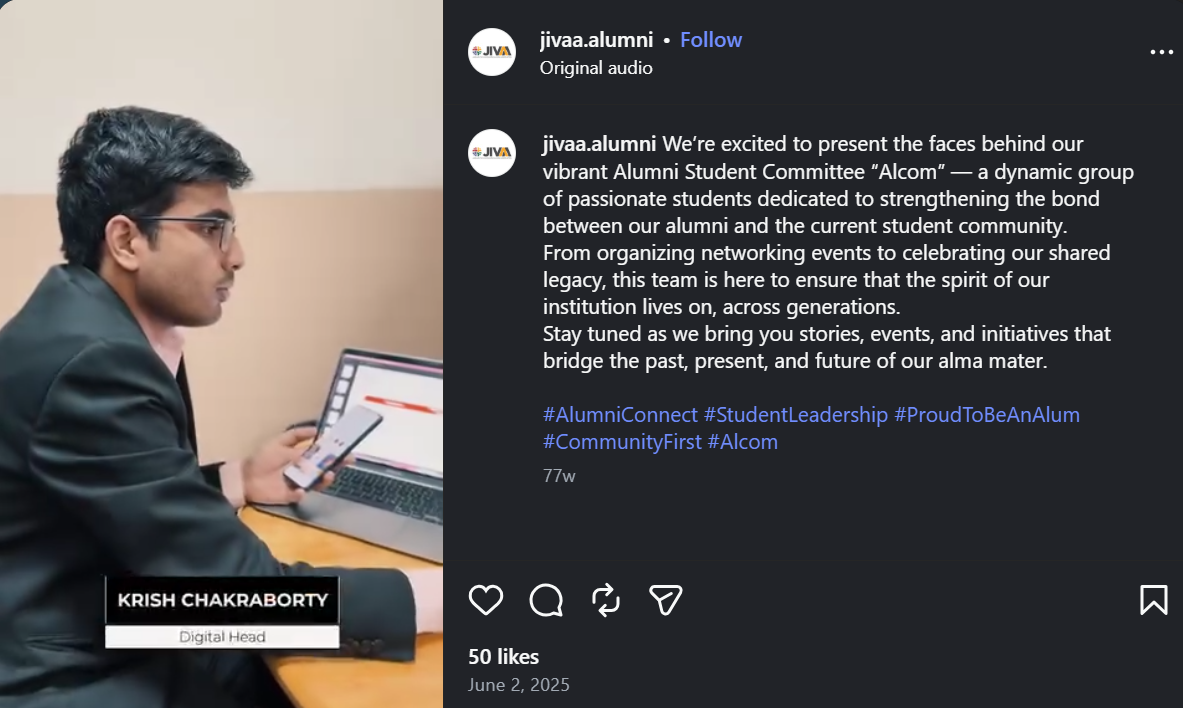 JIVA
jivaa.alumni • Follow
Original audio
JIVA
jivaa.alumni We’re excited to present the faces behind our
vibrant Alumni Student Committee “Alcom” — a dynamic group
of passionate students dedicated to strengthening the bond
between our alumni and the current student community.
From organizing networking events to celebrating our shared
legacy, this team is here to ensure that the spirit of our
institution lives on, across generations.
Stay tuned as we bring you stories, events, and initiatives that
bridge the past, present, and future of our alma mater.
#AlumniConnect #StudentLeadership #ProudToBeAnAlum
#CommunityFirst #Alcom
77w
KRISH CHAKRABORTY
Digital Head
50 likes
June 2, 2025